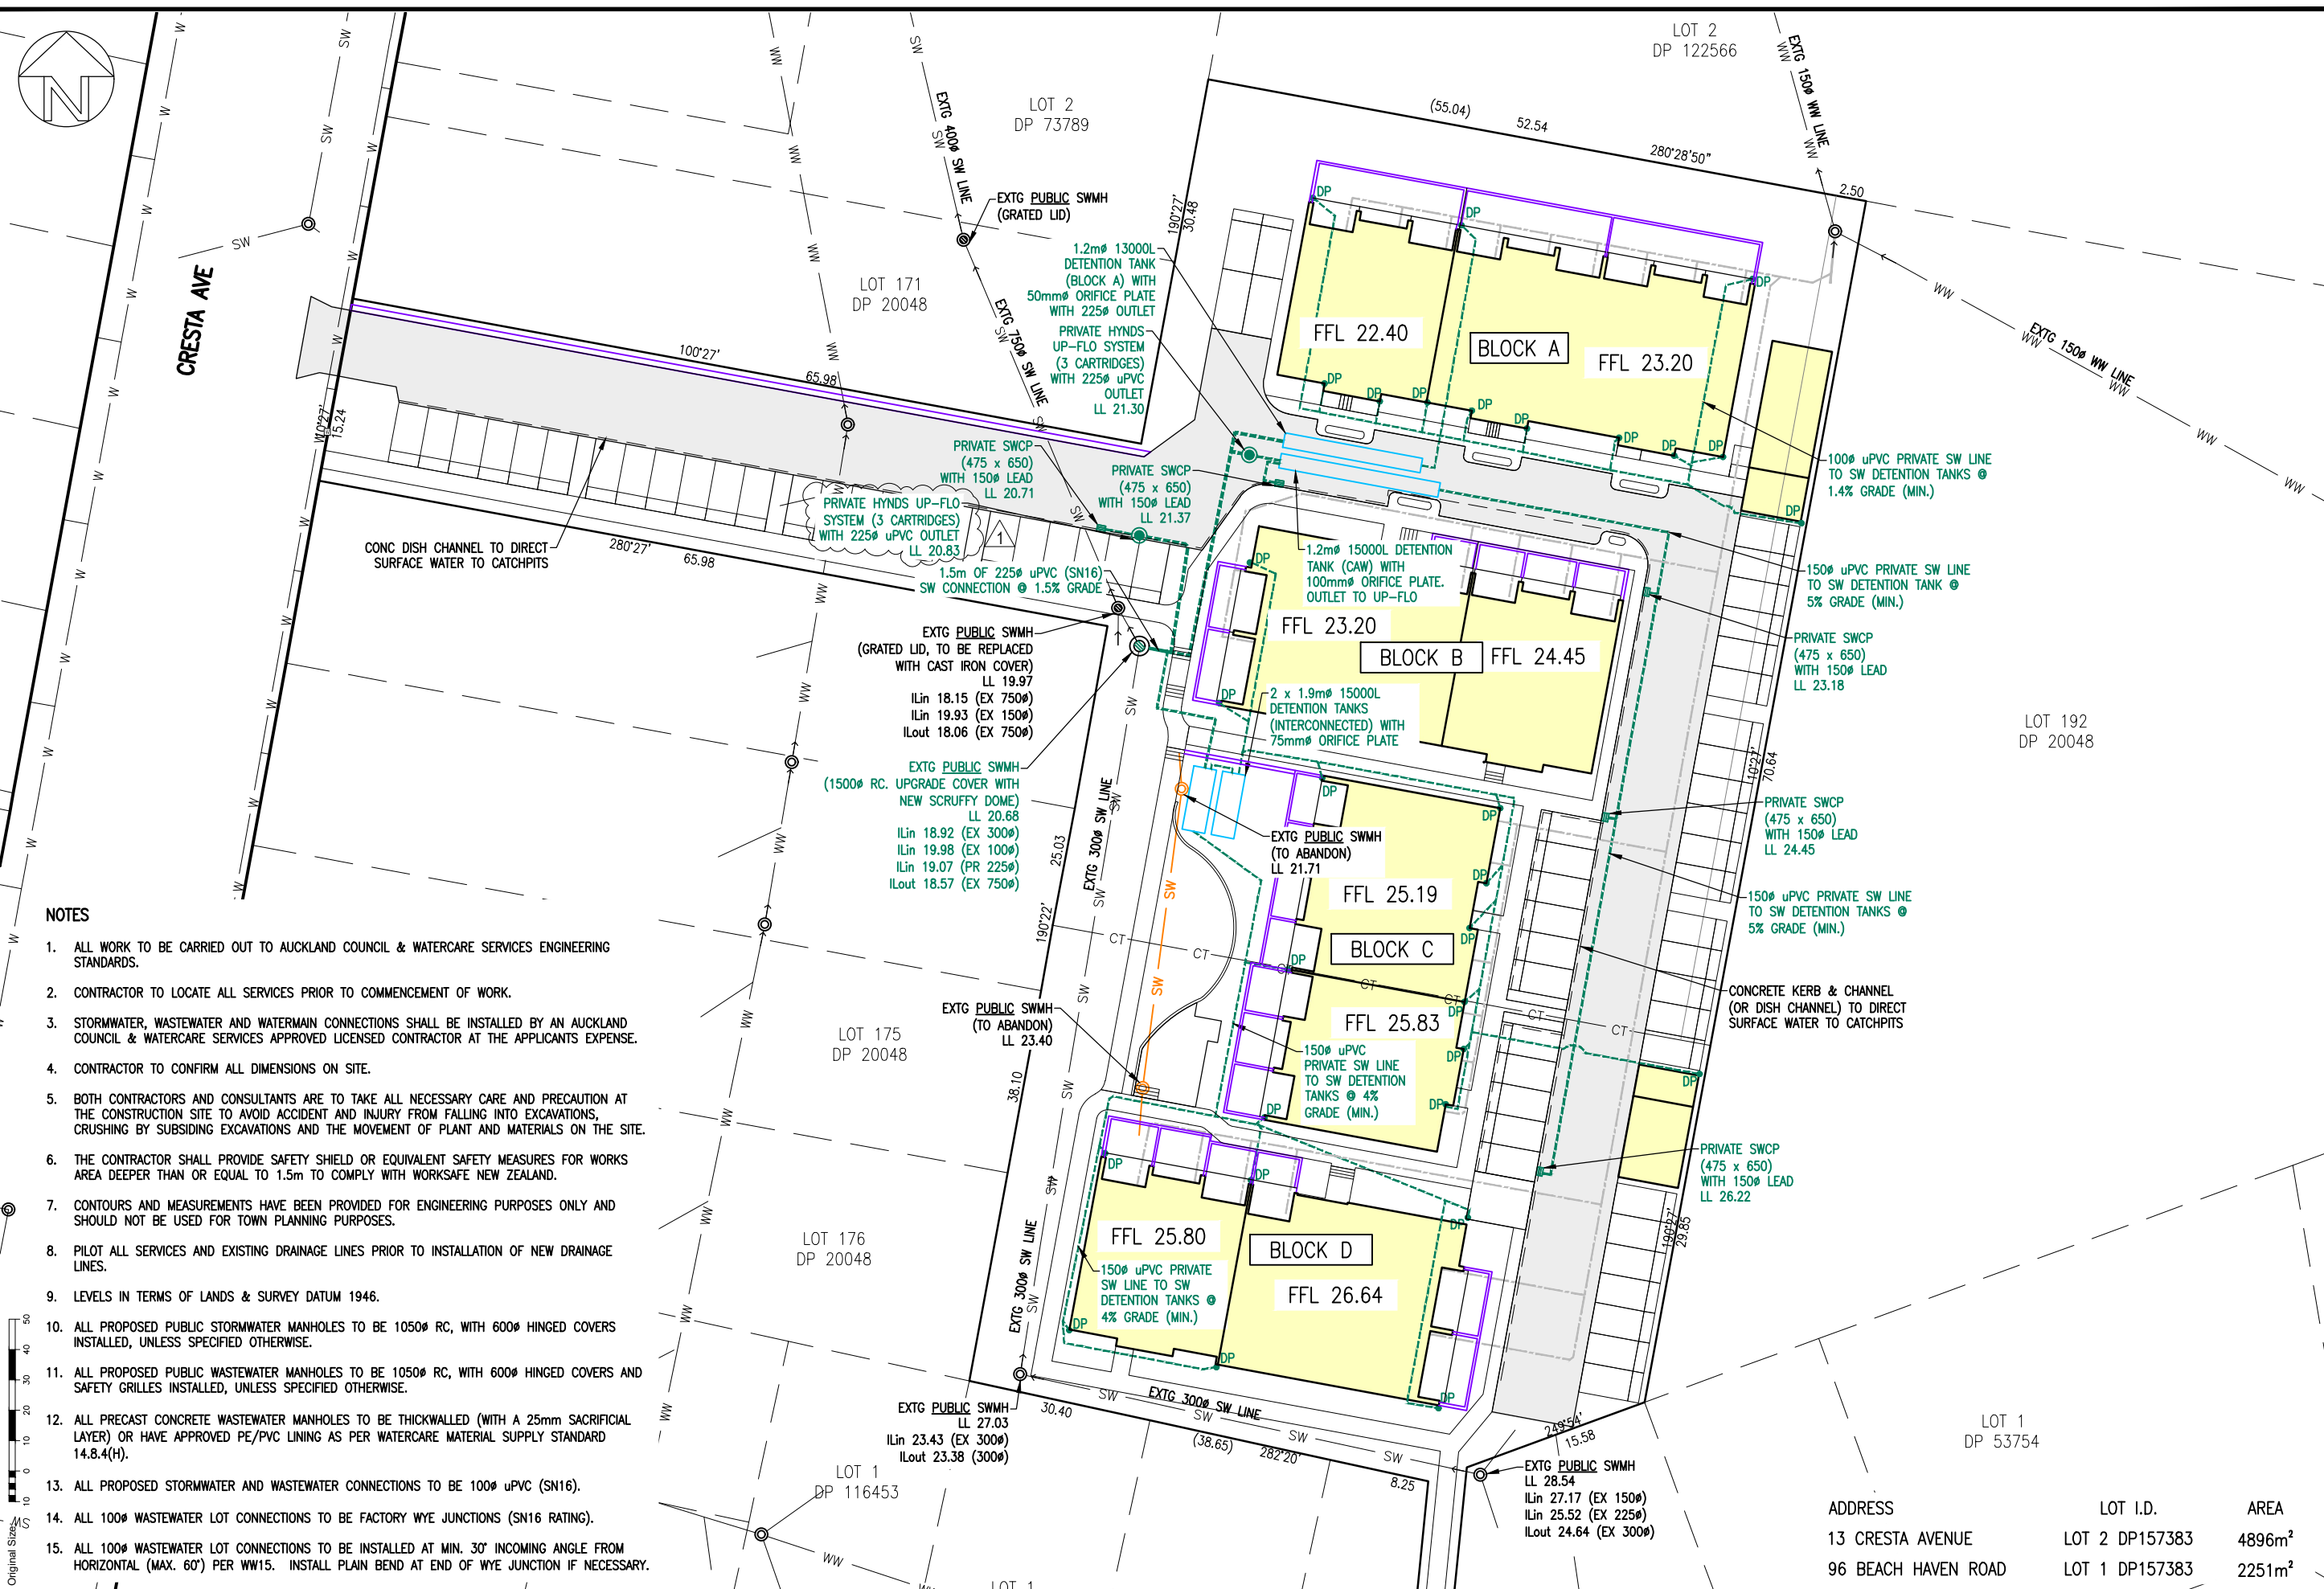 LOT 2
DP 122566
LOT 2
DP 73789
EXTG 400ø SW LINE
EXTG 150ø WW LINE
(55.04)
52.54
280°28'50"
2.50
N
CRESTA AVE
EXTG PUBLIC SWMH
(GRATED LID)
190°27'
30.48
1.2mø 13000L
DETENTION TANK
(BLOCK A) WITH
50mmø ORIFICE PLATE
WITH 225ø OUTLET
PRIVATE HYNDS
UP-FLO SYSTEM
(3 CARTRIDGES)
WITH 225ø uPVC
OUTLET
LL 21.30
LOT 171
DP 20048
EXTG 750ø SW LINE
100°27'
65.98
10°27'
15.24
FFL 22.40
BLOCK A
FFL 23.20
EXTG 150ø WW LINE
PRIVATE SWCP
(475 x 650)
WITH 150ø LEAD
LL 20.71
PRIVATE SWCP
(475 x 650)
WITH 150ø LEAD
LL 21.37
100ø uPVC PRIVATE SW LINE
TO SW DETENTION TANKS @
1.4% GRADE (MIN.)
PRIVATE HYNDS UP-FLO
SYSTEM (3 CARTRIDGES)
WITH 225ø uPVC OUTLET
LL 20.83
1
CONC DISH CHANNEL TO DIRECT
SURFACE WATER TO CATCHPITS
280°27'
65.98
1.5m OF 225ø uPVC (SN16)
SW CONNECTION @ 1.5% GRADE
1.2mø 15000L DETENTION
TANK (CAW) WITH
100mmø ORIFICE PLATE.
OUTLET TO UP-FLO
150ø uPVC PRIVATE SW LINE
TO SW DETENTION TANK @
5% GRADE (MIN.)
EXTG PUBLIC SWMH
(GRATED LID, TO BE REPLACED
WITH CAST IRON COVER)
LL 19.97
ILin 18.15 (EX 750ø)
ILin 19.93 (EX 150ø)
ILout 18.06 (EX 750ø)
FFL 23.20
BLOCK B
FFL 24.45
PRIVATE SWCP
(475 x 650)
WITH 150ø LEAD
LL 23.18
2 x 1.9mø 15000L
DETENTION TANKS
(INTERCONNECTED) WITH
75mmø ORIFICE PLATE
LOT 192
DP 20048
10°27'
70.64
EXTG PUBLIC SWMH
(1500ø RC. UPGRADE COVER WITH
NEW SCRUFFY DOME)
LL 20.68
ILin 18.92 (EX 300ø)
ILin 19.98 (EX 100ø)
ILin 19.07 (PR 225ø)
ILout 18.57 (EX 750ø)
25.03
EXTG 300ø SW LINE
EXTG PUBLIC SWMH
(TO ABANDON)
LL 21.71
PRIVATE SWCP
(475 x 650)
WITH 150ø LEAD
LL 24.45
FFL 25.19
BLOCK C
150ø uPVC PRIVATE SW LINE
TO SW DETENTION TANKS @
5% GRADE (MIN.)
190°22'
38.10
EXTG PUBLIC SWMH
(TO ABANDON)
LL 23.40
LOT 175
DP 20048
FFL 25.83
CONCRETE KERB & CHANNEL
(OR DISH CHANNEL) TO DIRECT
SURFACE WATER TO CATCHPITS
150ø uPVC
PRIVATE SW LINE
TO SW DETENTION
TANKS @ 4%
GRADE (MIN.)
PRIVATE SWCP
(475 x 650)
WITH 150ø LEAD
LL 26.22
LOT 176
DP 20048
EXTG 300ø SW LINE
FFL 25.80
BLOCK D
FFL 26.64
190°27'
29.85
150ø uPVC PRIVATE
SW LINE TO SW
DETENTION TANKS @
4% GRADE (MIN.)
EXTG PUBLIC SWMH
LL 27.03
ILin 23.43 (EX 300ø)
ILout 23.38 (300ø)
30.40
EXTG 300ø SW LINE
(38.65)
282°20'
8.25
249°54'
15.58
EXTG PUBLIC SWMH
LL 28.54
ILin 27.17 (EX 150ø)
ILin 25.52 (EX 225ø)
ILout 24.64 (EX 300ø)
LOT 1
DP 116453
LOT 1
DP 53754
LOT 1
NOTES
1. ALL WORK TO BE CARRIED OUT TO AUCKLAND COUNCIL & WATERCARE SERVICES ENGINEERING
STANDARDS.
2. CONTRACTOR TO LOCATE ALL SERVICES PRIOR TO COMMENCEMENT OF WORK.
3. STORMWATER, WASTEWATER AND WATERMAIN CONNECTIONS SHALL BE INSTALLED BY AN AUCKLAND
COUNCIL & WATERCARE SERVICES APPROVED LICENSED CONTRACTOR AT THE APPLICANTS EXPENSE.
4. CONTRACTOR TO CONFIRM ALL DIMENSIONS ON SITE.
5. BOTH CONTRACTORS AND CONSULTANTS ARE TO TAKE ALL NECESSARY CARE AND PRECAUTION AT
THE CONSTRUCTION SITE TO AVOID ACCIDENT AND INJURY FROM FALLING INTO EXCAVATIONS,
CRUSHING BY SUBSIDING EXCAVATIONS AND THE MOVEMENT OF PLANT AND MATERIALS ON THE SITE.
6. THE CONTRACTOR SHALL PROVIDE SAFETY SHIELD OR EQUIVALENT SAFETY MEASURES FOR WORKS
AREA DEEPER THAN OR EQUAL TO 1.5m TO COMPLY WITH WORKSAFE NEW ZEALAND.
7. CONTOURS AND MEASUREMENTS HAVE BEEN PROVIDED FOR ENGINEERING PURPOSES ONLY AND
SHOULD NOT BE USED FOR TOWN PLANNING PURPOSES.
8. PILOT ALL SERVICES AND EXISTING DRAINAGE LINES PRIOR TO INSTALLATION OF NEW DRAINAGE
LINES.
9. LEVELS IN TERMS OF LANDS & SURVEY DATUM 1946.
10. ALL PROPOSED PUBLIC STORMWATER MANHOLES TO BE 1050ø RC, WITH 600ø HINGED COVERS
INSTALLED, UNLESS SPECIFIED OTHERWISE.
11. ALL PROPOSED PUBLIC WASTEWATER MANHOLES TO BE 1050ø RC, WITH 600ø HINGED COVERS AND
SAFETY GRILLES INSTALLED, UNLESS SPECIFIED OTHERWISE.
12. ALL PRECAST CONCRETE WASTEWATER MANHOLES TO BE THICKWALLED (WITH A 25mm SACRIFICIAL
LAYER) OR HAVE APPROVED PE/PVC LINING AS PER WATERCARE MATERIAL SUPPLY STANDARD
14.8.4(H).
13. ALL PROPOSED STORMWATER AND WASTEWATER CONNECTIONS TO BE 100ø uPVC (SN16).
14. ALL 100ø WASTEWATER LOT CONNECTIONS TO BE FACTORY WYE JUNCTIONS (SN16 RATING).
15. ALL 100ø WASTEWATER LOT CONNECTIONS TO BE INSTALLED AT MIN. 30° INCOMING ANGLE FROM
HORIZONTAL (MAX. 60°) PER WW15. INSTALL PLAIN BEND AT END OF WYE JUNCTION IF NECESSARY.
50
40
30
20
10
0
10
Original Size:
ADDRESS LOT I.D. AREA
13 CRESTA AVENUE LOT 2 DP157383 4896m²
96 BEACH HAVEN ROAD LOT 1 DP157383 2251m²